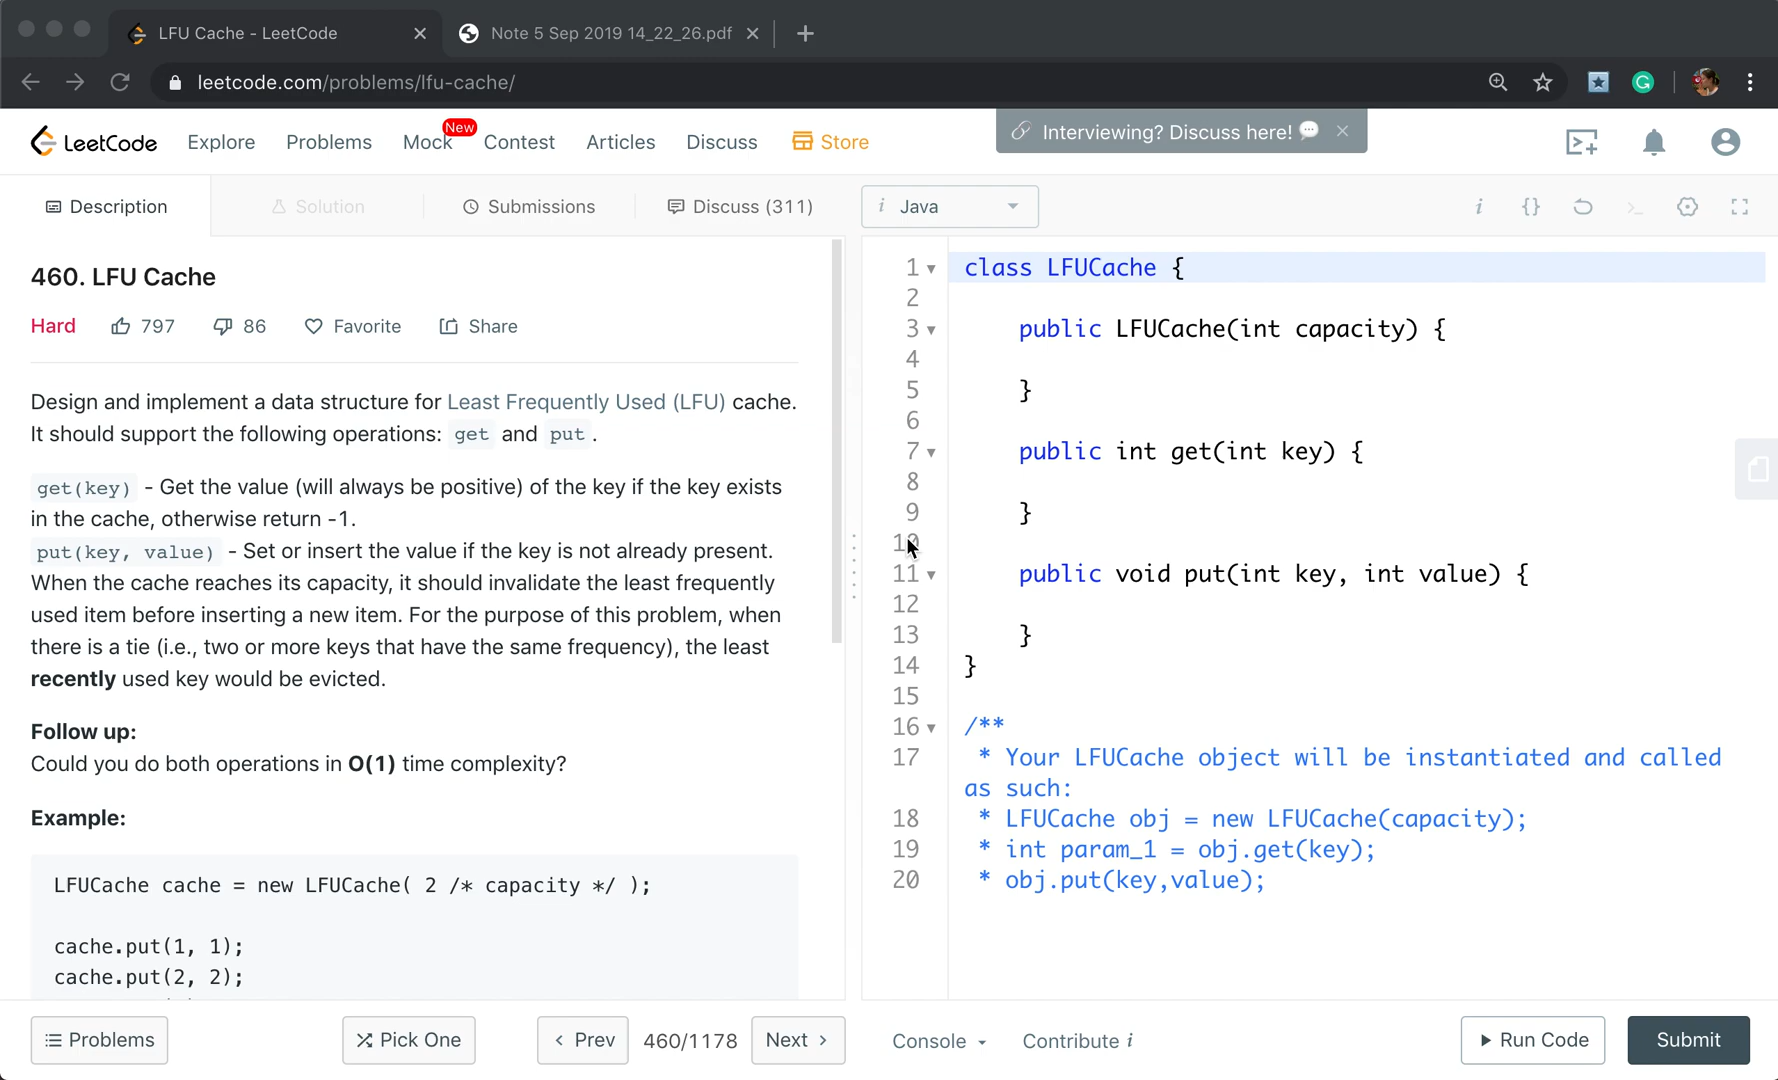 LFU Cache - LeetCode
Note 5 Sep 2019 14_22_26.pdf
leetcode.com/problems/lfu-cache/
LeetCode
Explore
Problems
Mock
New
Contest
Articles
Discuss
Store
Interviewing? Discuss here!
Description
Solution
Submissions
Discuss (311)
i Java
460. LFU Cache
Hard
797
86
Favorite
Share
Design and implement a data structure for Least Frequently Used (LFU) cache.
It should support the following operations: get and put.
get(key) - Get the value (will always be positive) of the key if the key exists
in the cache, otherwise return -1.
put(key, value) - Set or insert the value if the key is not already present.
When the cache reaches its capacity, it should invalidate the least frequently
used item before inserting a new item. For the purpose of this problem, when
there is a tie (i.e., two or more keys that have the same frequency), the least
recently used key would be evicted.
Follow up:
Could you do both operations in O(1) time complexity?
Example:
LFUCache cache = new LFUCache( 2 /* capacity */ );
cache.put(1, 1);
cache.put(2, 2);
1 class LFUCache {
2
3 public LFUCache(int capacity) {
4
5 }
6
7 public int get(int key) {
8
9 }
10
11 public void put(int key, int value) {
12
13 }
14 }
15
16 /**
17 * Your LFUCache object will be instantiated and called
as such:
18 * LFUCache obj = new LFUCache(capacity);
19 * int param_1 = obj.get(key);
20 * obj.put(key,value);
Problems
Pick One
Prev
460/1178
Next
Console
Contribute i
Run Code
Submit